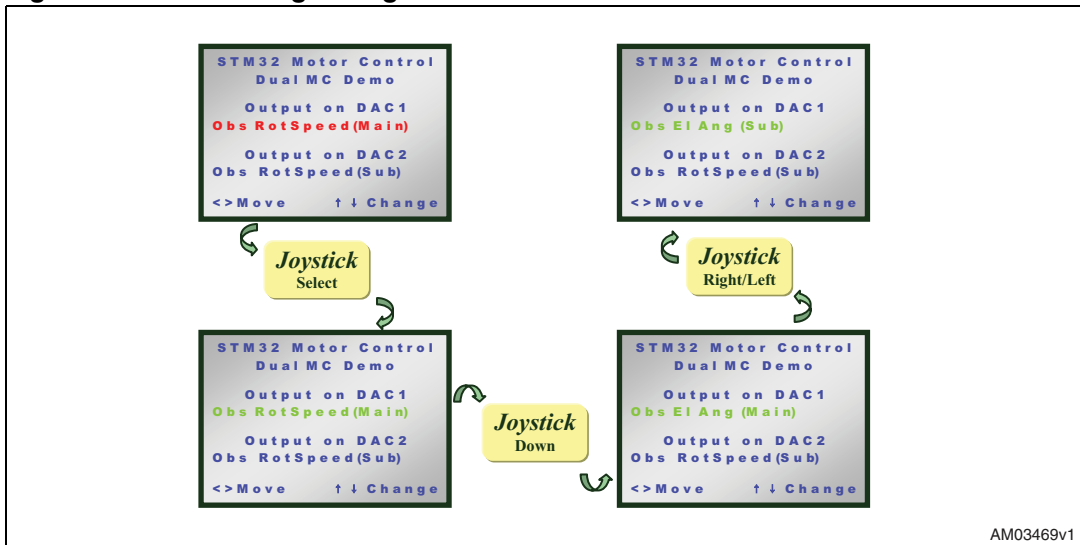 STM32 Motor Control
Dual MC Demo
Output on DAC1
Obs RotSpeed(Main)
Output on DAC2
Obs RotSpeed(Sub)
<>Move ↑↓Change
Joystick
Select
STM32 Motor Control
Dual MC Demo
Output on DAC1
Obs RotSpeed(Main)
Output on DAC2
Obs RotSpeed(Sub)
<>Move ↑↓Change
Joystick
Down
STM32 Motor Control
Dual MC Demo
Output on DAC1
Obs El Ang (Main)
Output on DAC2
Obs RotSpeed(Sub)
<>Move ↑↓Change
Joystick
Right/Left
STM32 Motor Control
Dual MC Demo
Output on DAC1
Obs El Ang (Sub)
Output on DAC2
Obs RotSpeed(Sub)
<>Move ↑↓Change
AM03469v1